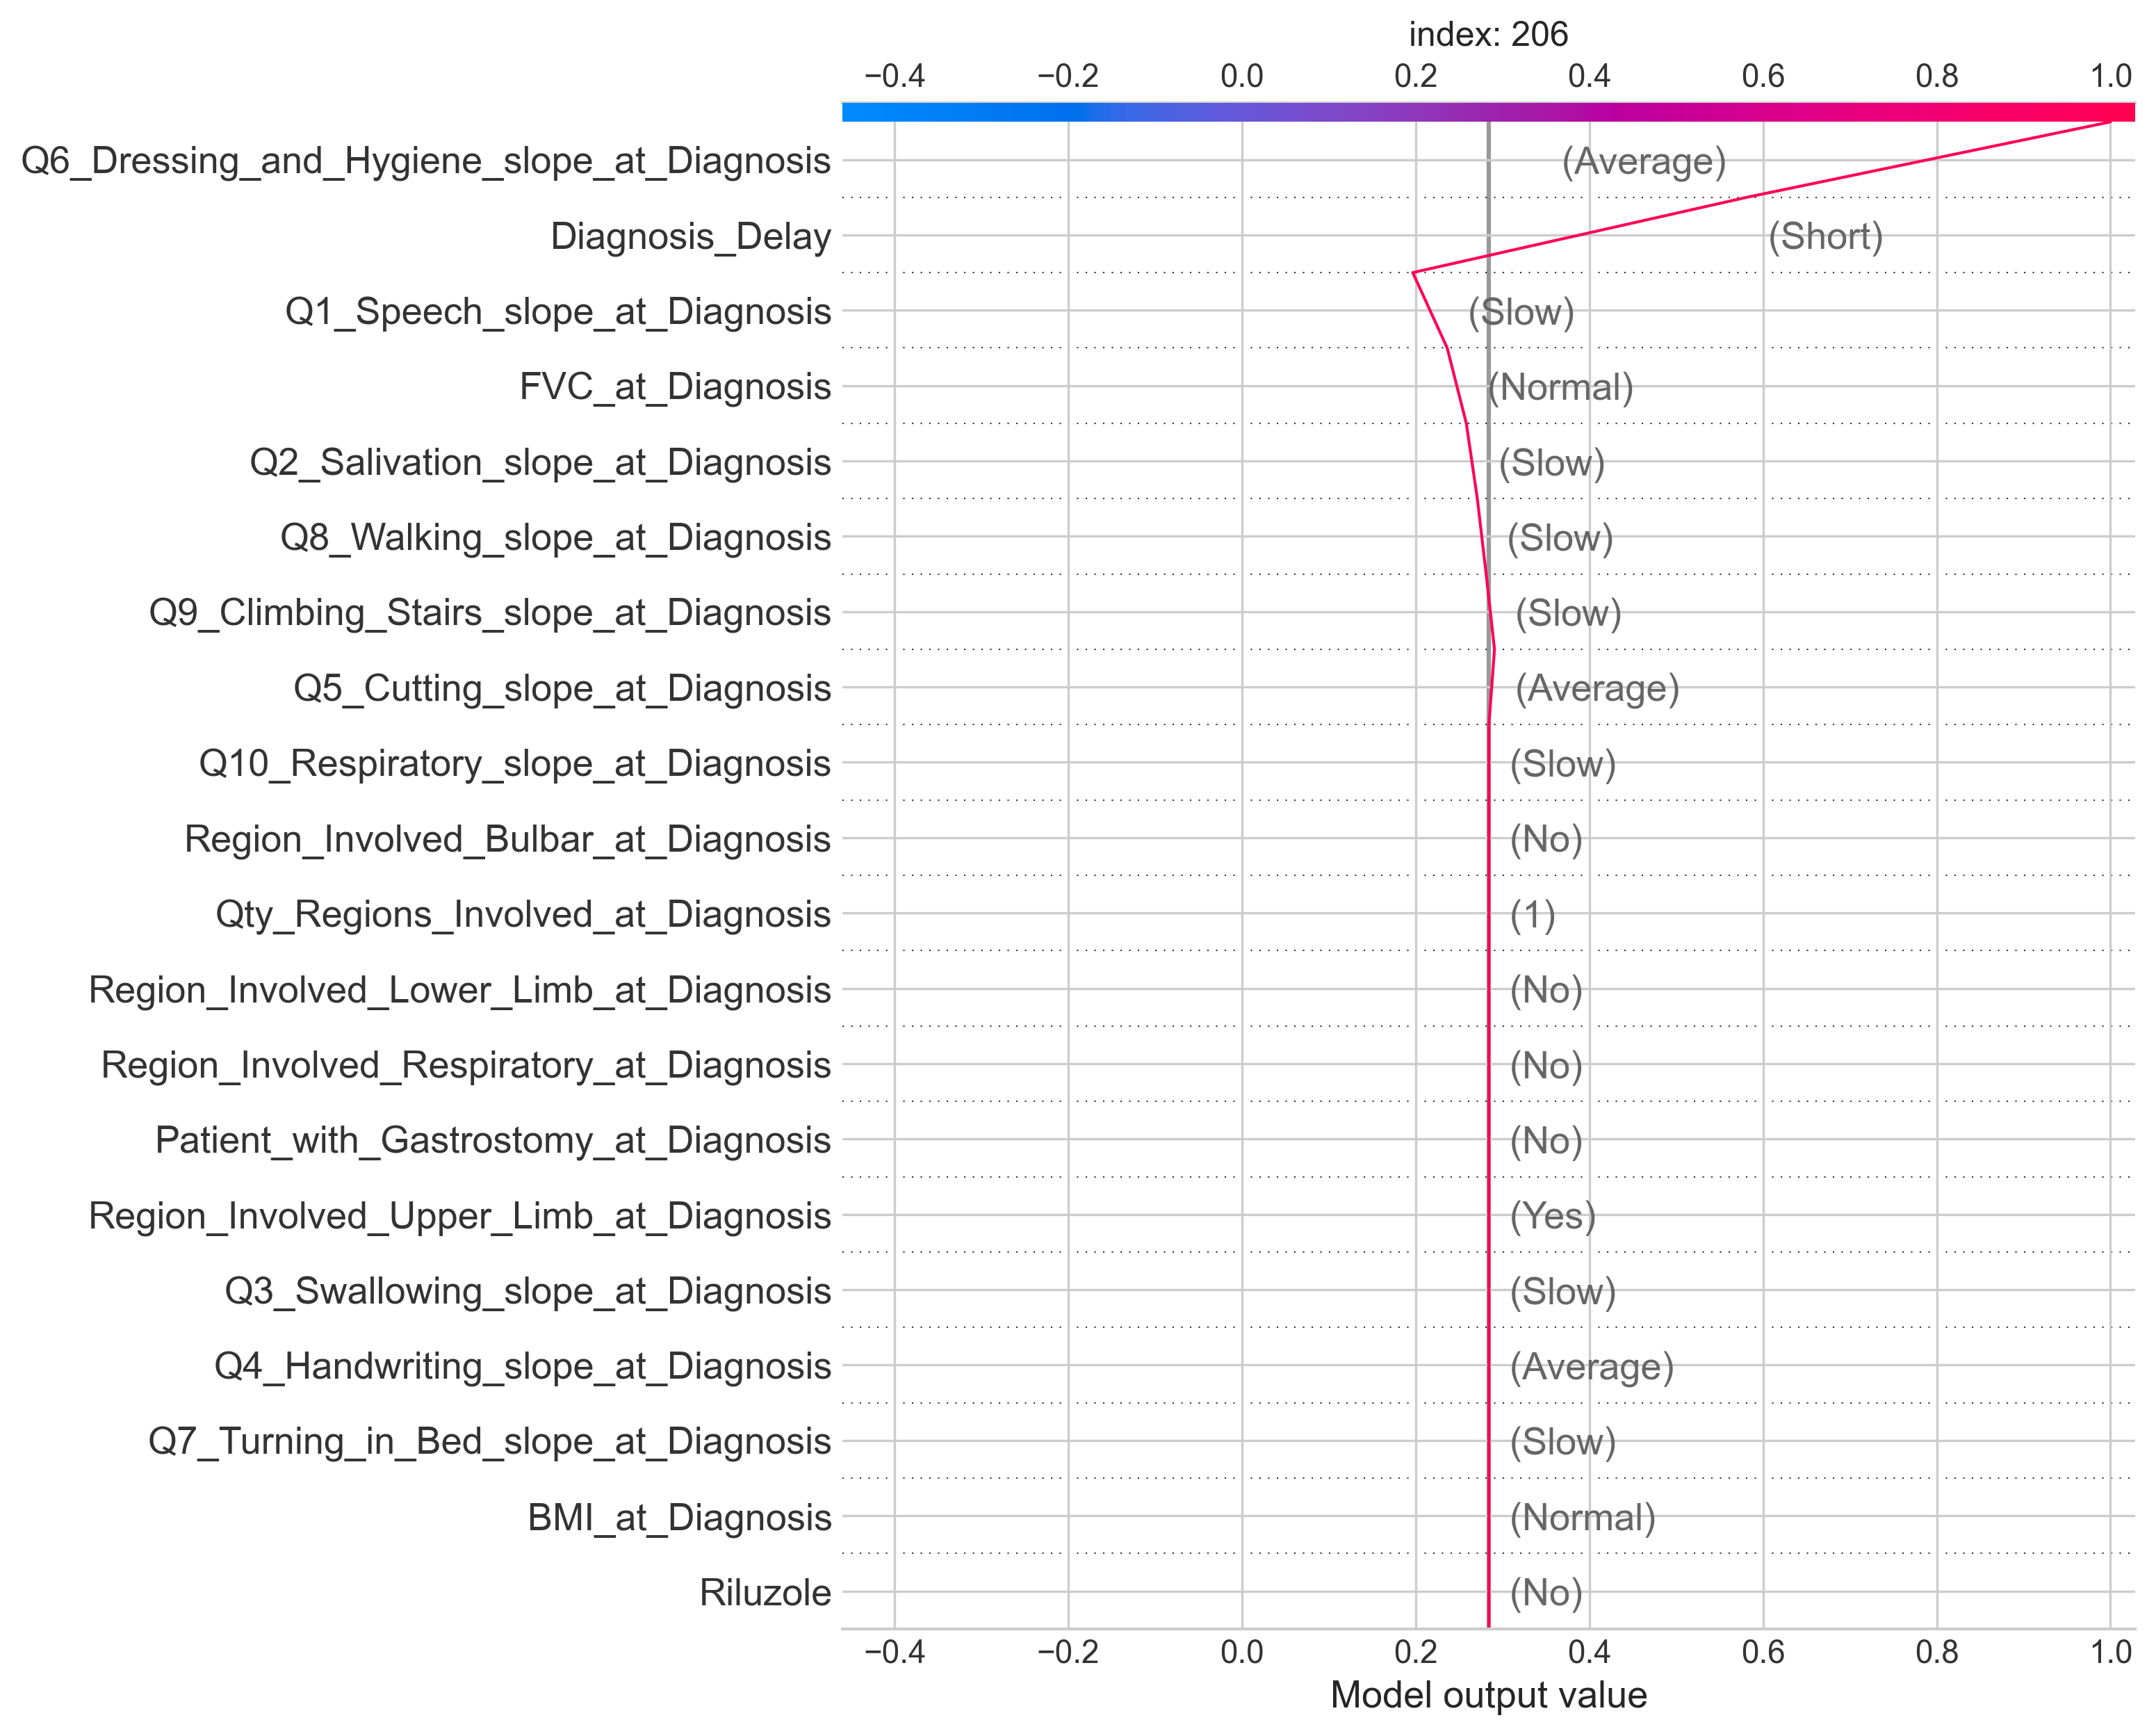 index: 206
−0.4 −0.2 0.0 0.2 0.4 0.6 0.8 1.0
Q6_Dressing_and_Hygiene_slope_at_Diagnosis (Average)
Diagnosis_Delay (Short)
Q1_Speech_slope_at_Diagnosis (Slow)
FVC_at_Diagnosis (Normal)
Q2_Salivation_slope_at_Diagnosis (Slow)
Q8_Walking_slope_at_Diagnosis (Slow)
Q9_Climbing_Stairs_slope_at_Diagnosis (Slow)
Q5_Cutting_slope_at_Diagnosis (Average)
Q10_Respiratory_slope_at_Diagnosis (Slow)
Region_Involved_Bulbar_at_Diagnosis (No)
Qty_Regions_Involved_at_Diagnosis (1)
Region_Involved_Lower_Limb_at_Diagnosis (No)
Region_Involved_Respiratory_at_Diagnosis (No)
Patient_with_Gastrostomy_at_Diagnosis (No)
Region_Involved_Upper_Limb_at_Diagnosis (Yes)
Q3_Swallowing_slope_at_Diagnosis (Slow)
Q4_Handwriting_slope_at_Diagnosis (Average)
Q7_Turning_in_Bed_slope_at_Diagnosis (Slow)
BMI_at_Diagnosis (Normal)
Riluzole (No)
−0.4 −0.2 0.0 0.2 0.4 0.6 0.8 1.0
Model output value